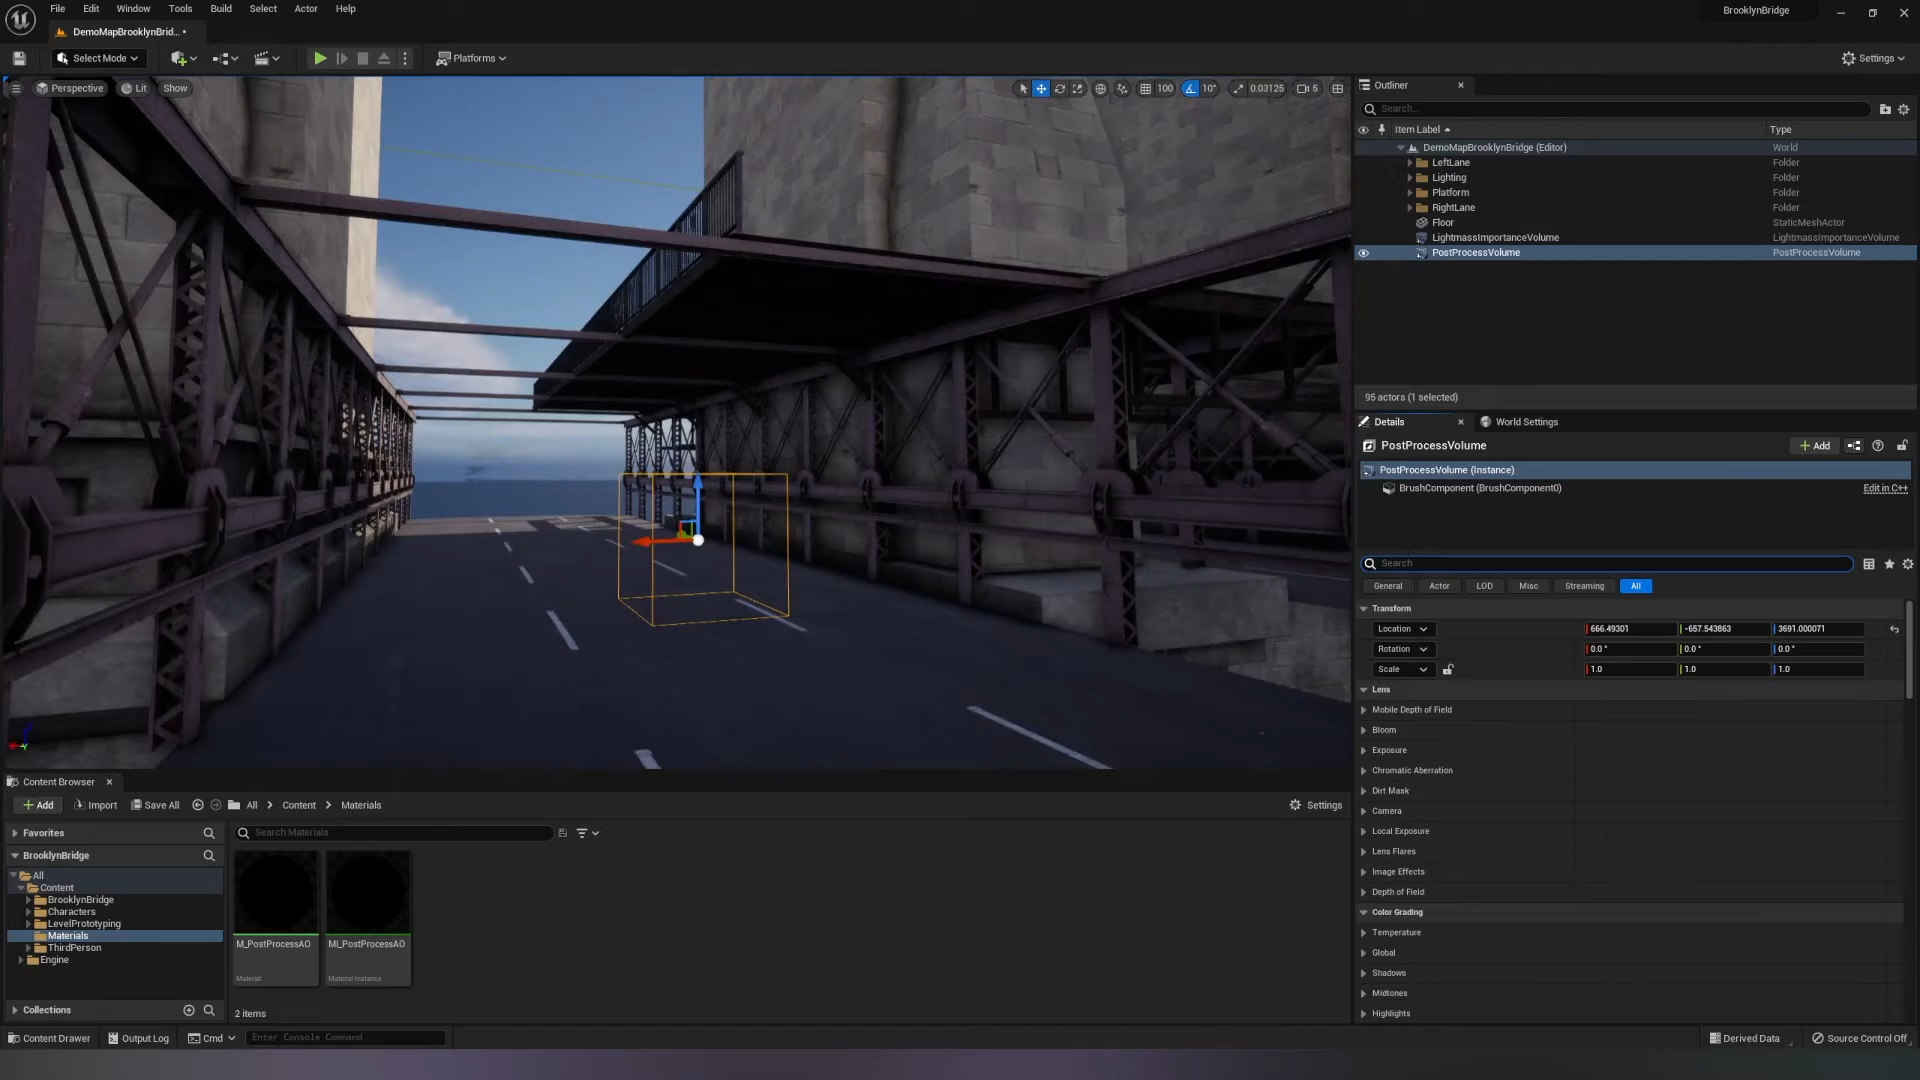 File Edit Window Tools Build Select Actor Help
BrooklynBridge
DemoMapBrooklynBrid... •
Select Mode
Platforms
Settings
Perspective Lit Show
100 10° 0.03125 5
Outliner
Search...
Item Label Type
DemoMapBrooklynBridge (Editor) World
LeftLane Folder
Lighting Folder
Platform Folder
RightLane Folder
Floor StaticMeshActor
LightmassImportanceVolume LightmassImportanceVolume
PostProcessVolume PostProcessVolume
95 actors (1 selected)
Details World Settings
PostProcessVolume
Add
PostProcessVolume (Instance)
BrushComponent (BrushComponent0) Edit in C++
Search
General Actor LOD Misc Streaming All
Transform
Location 666.49301 -657.543863 3691.000071
Rotation 0.0 ° 0.0 ° 0.0 °
Scale 1.0 1.0 1.0
Lens
Mobile Depth of Field
Bloom
Exposure
Chromatic Aberration
Dirt Mask
Camera
Local Exposure
Lens Flares
Image Effects
Depth of Field
Color Grading
Temperature
Global
Shadows
Midtones
Highlights
Content Browser
Add Import Save All All Content Materials Settings
Favorites
Search Materials
BrooklynBridge
All
Content
BrooklynBridge
Characters
LevelPrototyping
Materials
ThirdPerson
Engine
M_PostProcessAO MI_PostProcessAO
Material Material Instance
Collections
2 items
Content Drawer Output Log Cmd Enter Console Command Derived Data Source Control Off